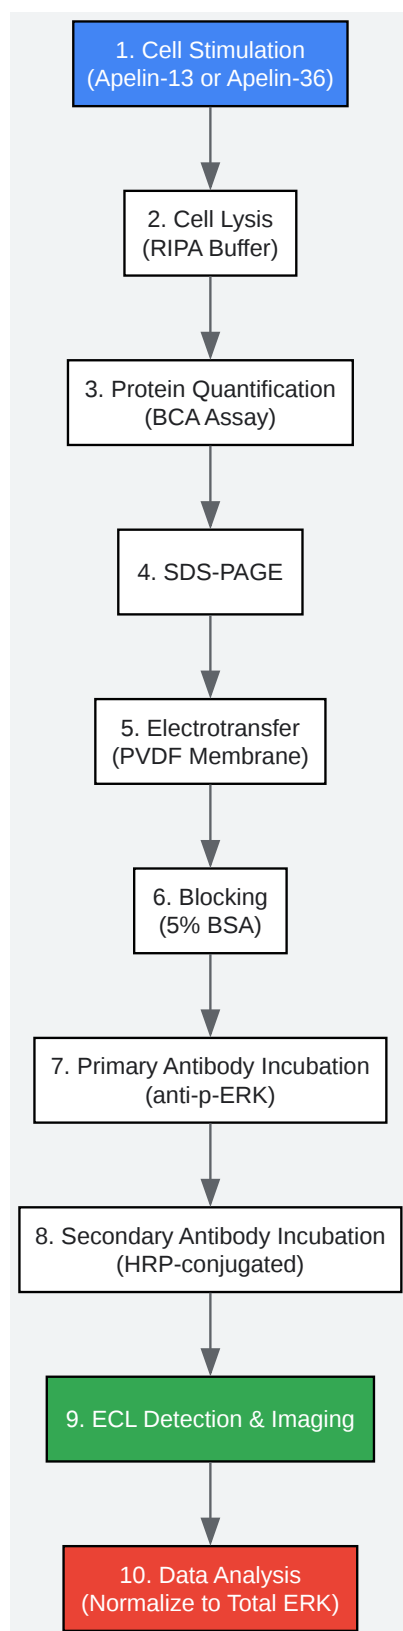 1. Cell Stimulation
(Apelin-13 or Apelin-36)
2. Cell Lysis
(RIPA Buffer)
3. Protein Quantification
(BCA Assay)
4. SDS-PAGE
5. Electrotransfer
(PVDF Membrane)
6. Blocking
(5% BSA)
7. Primary Antibody Incubation
(anti-p-ERK)
8. Secondary Antibody Incubation
(HRP-conjugated)
9. ECL Detection & Imaging
10. Data Analysis
(Normalize to Total ERK)